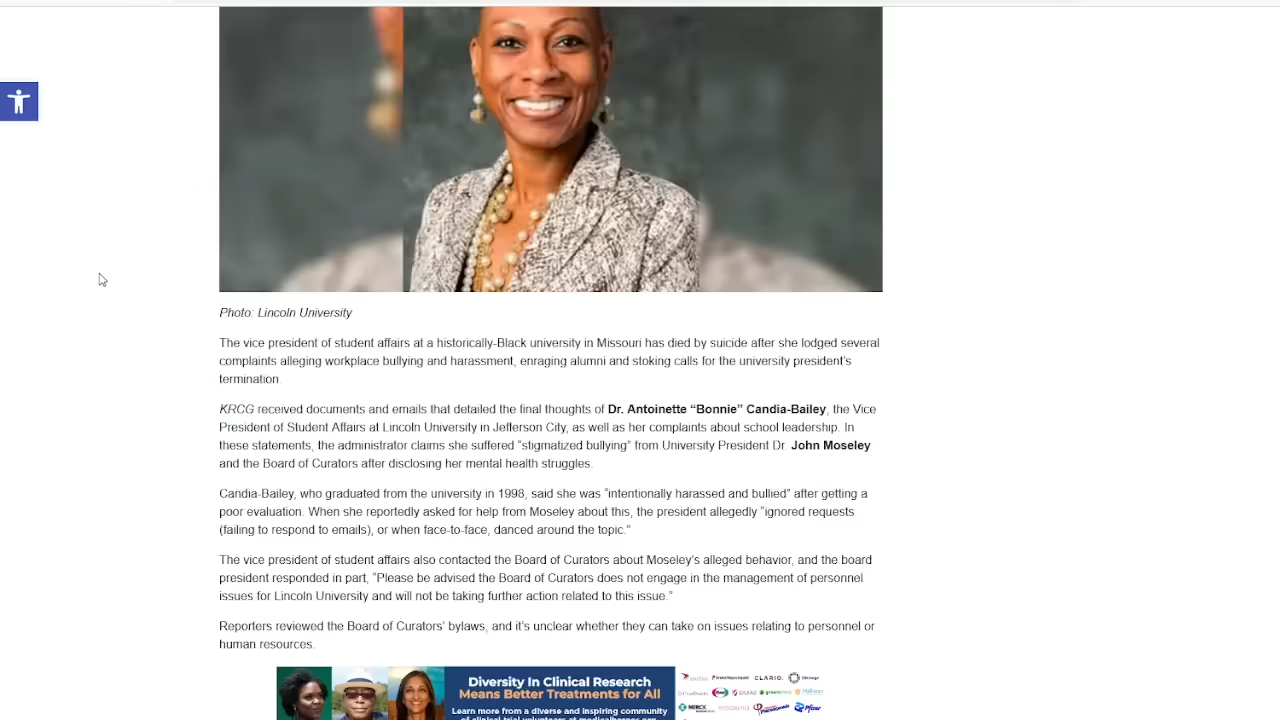 Photo: Lincoln University
The vice president of student affairs at a historically-Black university in Missouri has died by suicide after she lodged several
complaints alleging workplace bullying and harassment, enraging alumni and stoking calls for the university president's
termination.
KRCG received documents and emails that detailed the final thoughts of Dr. Antoinette “Bonnie” Candia-Bailey, the Vice
President of Student Affairs at Lincoln University in Jefferson City, as well as her complaints about school leadership. In
these statements, the administrator claims she suffered “stigmatized bullying” from University President Dr. John Moseley
and the Board of Curators after disclosing her mental health struggles.
Candia-Bailey, who graduated from the university in 1998, said she was “intentionally harassed and bullied” after getting a
poor evaluation. When she reportedly asked for help from Moseley about this, the president allegedly “ignored requests
(failing to respond to emails), or when face-to-face, danced around the topic.”
The vice president of student affairs also contacted the Board of Curators about Moseley's alleged behavior, and the board
president responded in part, “Please be advised the Board of Curators does not engage in the management of personnel
issues for Lincoln University and will not be taking further action related to this issue.”
Reporters reviewed the Board of Curators' bylaws, and it's unclear whether they can take on issues relating to personnel or
human resources.
Diversity In Clinical Research
Means Better Treatments for All
Learn more from a diverse and inspiring community
of clinical trial volunteers at medicalheroes.org
CLARIO.
MERCK
Pfizer